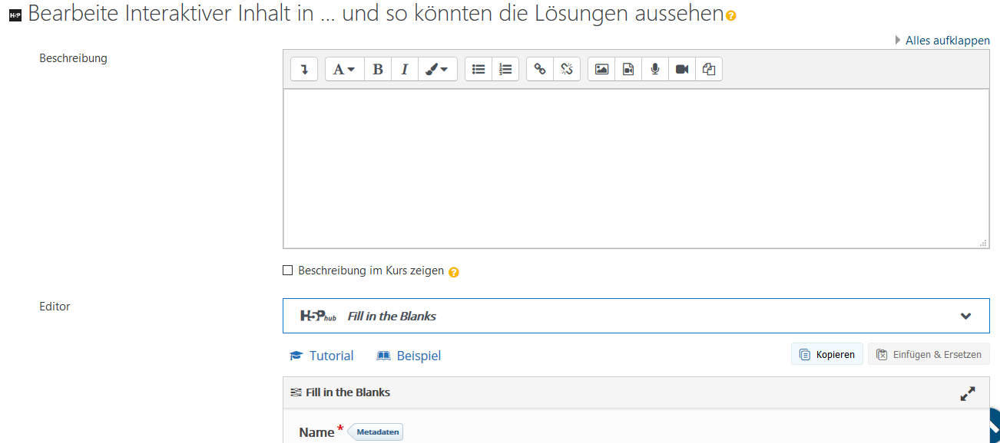 H5P Bearbeite Interaktiver Inhalt in ... und so könnten die Lösungen aussehen
Alles aufklappen
Beschreibung
Beschreibung im Kurs zeigen
Editor
H5Phub Fill in the Blanks
Tutorial Beispiel Kopieren Einfügen & Ersetzen
Fill in the Blanks
Name * Metadaten